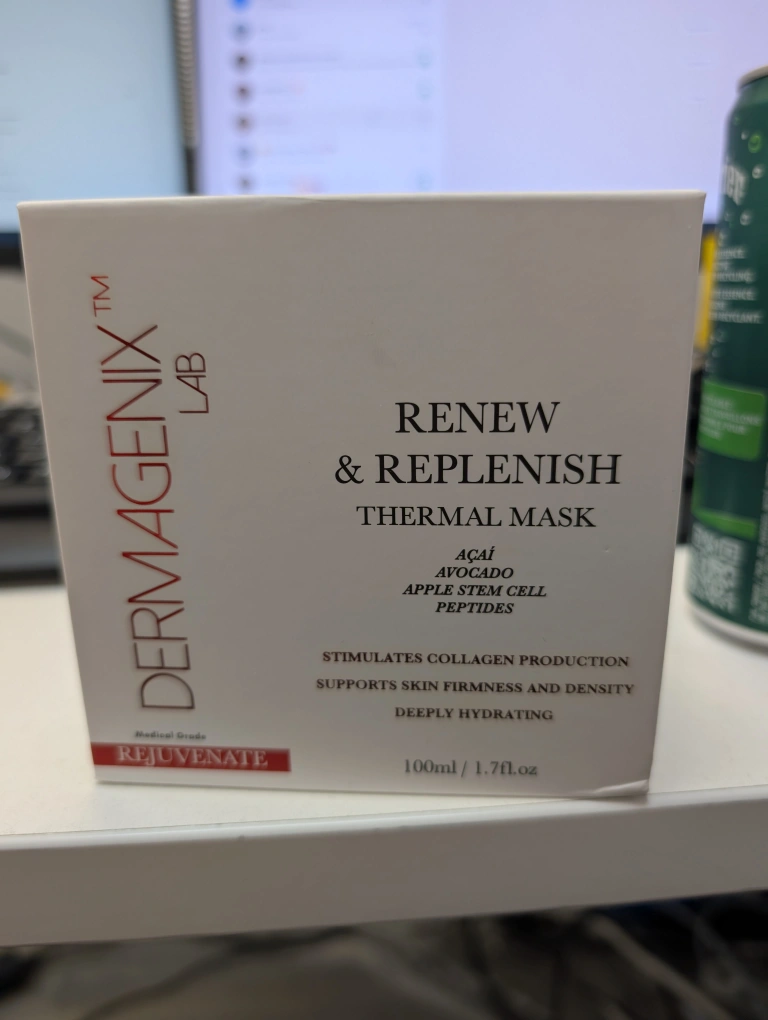 DERMAGENIX™
LAB
RENEW
& REPLENISH
THERMAL MASK
AÇAÍ
AVOCADO
APPLE STEM CELL
PEPTIDES
STIMULATES COLLAGEN PRODUCTION
SUPPORTS SKIN FIRMNESS AND DENSITY
DEEPLY HYDRATING
Medical Grade
REJUVENATE
100ml / 1.7fl.oz